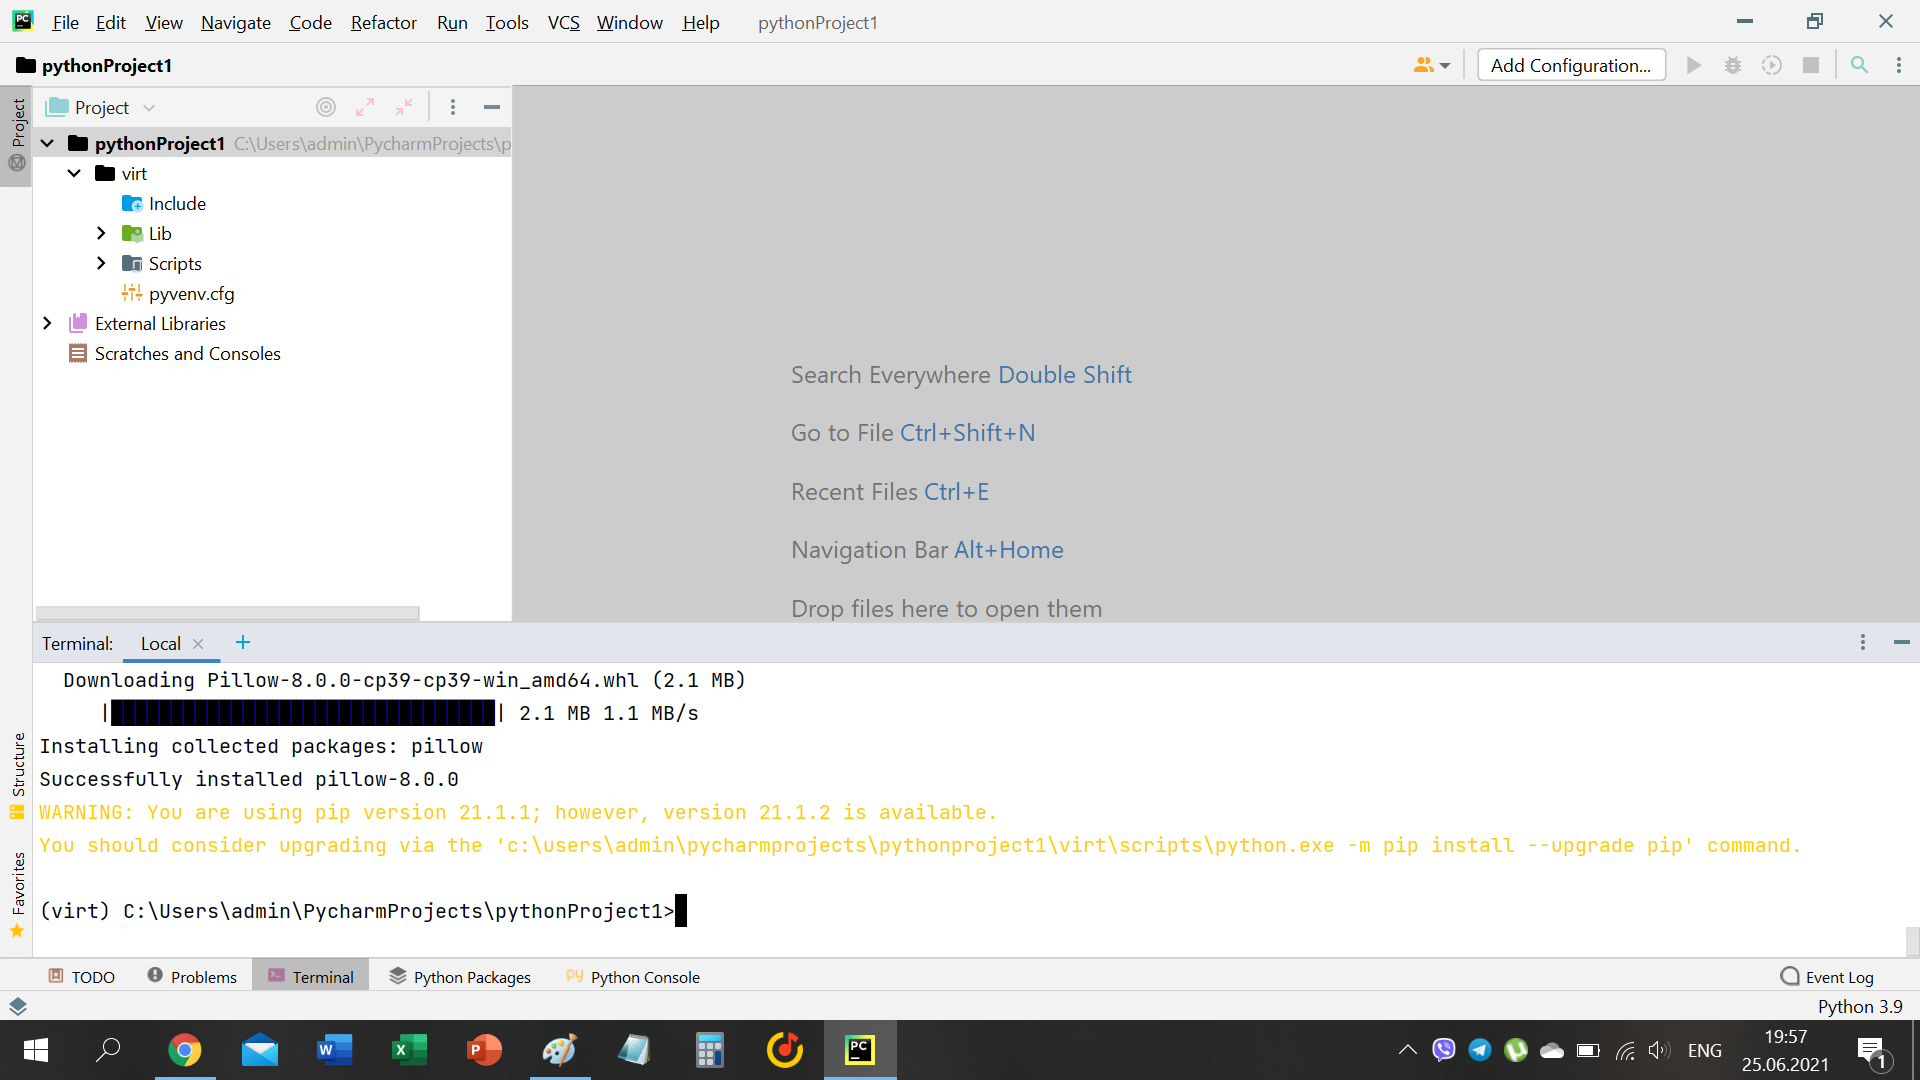 File Edit View Navigate Code Refactor Run Tools VCS Window Help pythonProject1
pythonProject1
Add Configuration...
Project
Project
pythonProject1 C:\Users\admin\PycharmProjects\p
virt
Include
Lib
Scripts
pyvenv.cfg
External Libraries
Scratches and Consoles
Search Everywhere Double Shift
Go to File Ctrl+Shift+N
Recent Files Ctrl+E
Navigation Bar Alt+Home
Drop files here to open them
Terminal: Local
Downloading Pillow-8.0.0-cp39-cp39-win_amd64.whl (2.1 MB)
| | 2.1 MB 1.1 MB/s
Installing collected packages: pillow
Successfully installed pillow-8.0.0
WARNING: You are using pip version 21.1.1; however, version 21.1.2 is available.
You should consider upgrading via the 'c:\users\admin\pycharmprojects\pythonproject1\virt\scripts\python.exe -m pip install --upgrade pip' command.
(virt) C:\Users\admin\PycharmProjects\pythonProject1>
Structure
Favorites
TODO Problems Terminal Python Packages Python Console Event Log
Python 3.9
ENG
19:57
25.06.2021
1